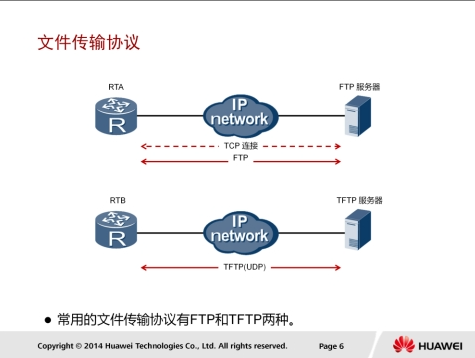 文件传输协议
RTA
FTP 服务器
IP
network
R
TCP 连接
FTP
RTB
TFTP 服务器
IP
network
R
TFTP(UDP)
● 常用的文件传输协议有FTP和TFTP两种。
Copyright © 2014 Huawei Technologies Co., Ltd. All rights reserved.
Page 6
HUAWEI